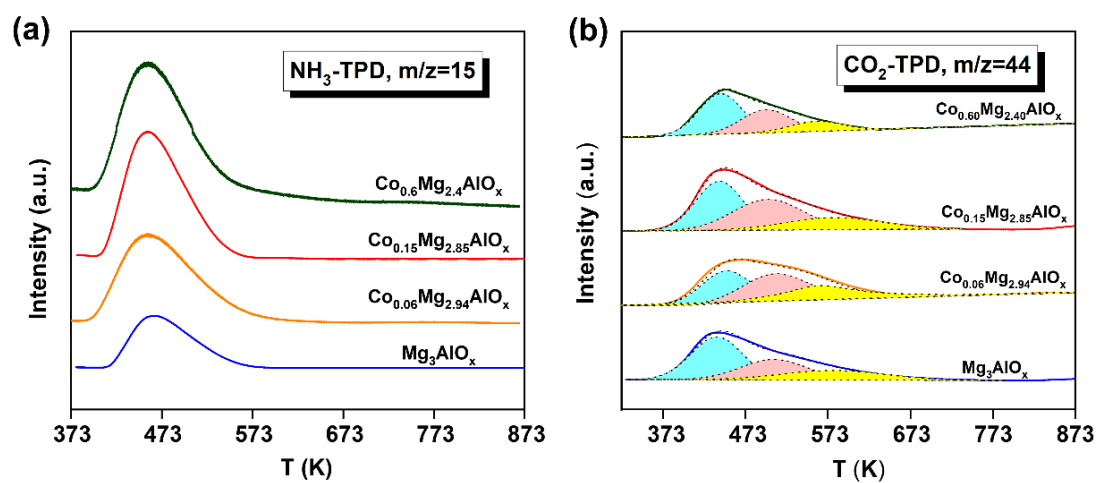 (a)
NH₃-TPD, m/z=15
Co₀.₆Mg₂.₄AlOₓ
Co₀.₁₅Mg₂.₈₅AlOₓ
Co₀.₀₆Mg₂.₉₄AlOₓ
Mg₃AlOₓ
Intensity (a.u.)
373 473 573 673 773 873
T (K)
(b)
CO₂-TPD, m/z=44
Co₀.₆₀Mg₂.₄₀AlOₓ
Co₀.₁₅Mg₂.₈₅AlOₓ
Co₀.₀₆Mg₂.₉₄AlOₓ
Mg₃AlOₓ
Intensity (a.u.)
373 473 573 673 773 873
T (K)